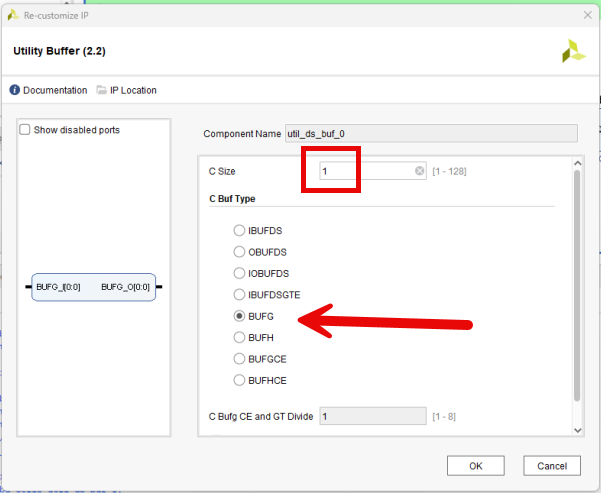 Re-customize IP
Utility Buffer (2.2)
Documentation IP Location
Show disabled ports
Component Name util_ds_buf_0
C Size 1 [1 - 128]
C Buf Type
IBUFDS
OBUFDS
IOBUFDS
IBUFDSGTE
BUFG_I[0:0] BUFG_O[0:0]
BUFG
BUFH
BUFGCE
BUFHCE
C Bufg CE and GT Divide 1 [1 - 8]
OK Cancel